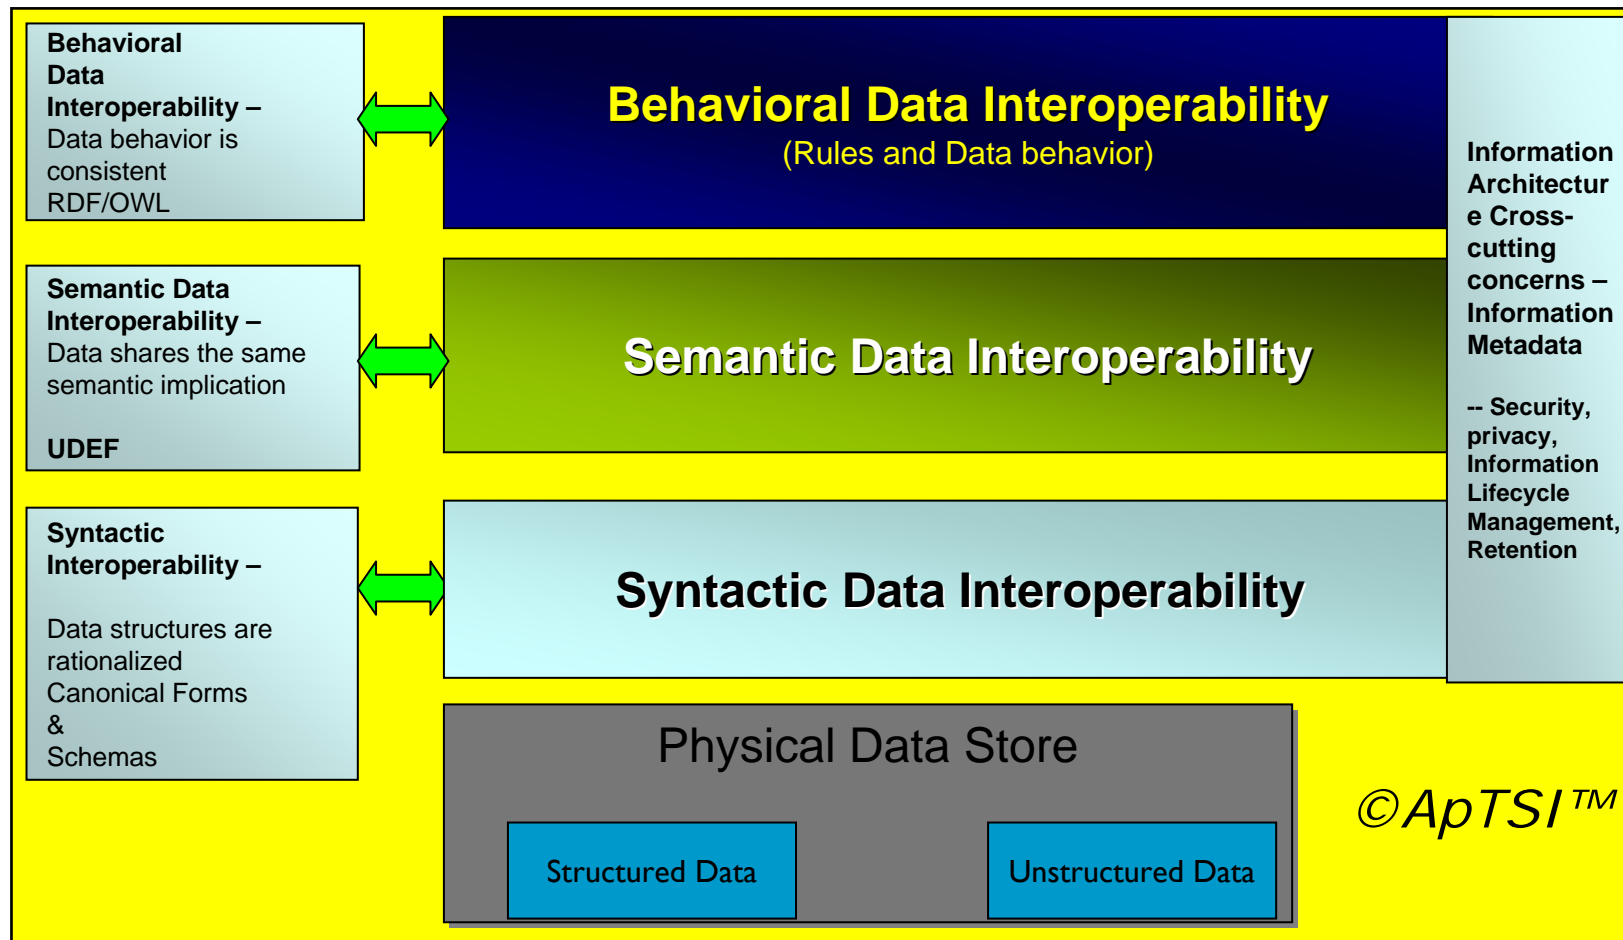 Behavioral
Data
Interoperability –
Data behavior is
consistent
RDF/OWL
Behavioral Data Interoperability
(Rules and Data behavior)
Semantic Data
Interoperability –
Data shares the same
semantic implication
UDEF
Semantic Data Interoperability
Syntactic
Interoperability –
Data structures are
rationalized
Canonical Forms
&
Schemas
Syntactic Data Interoperability
Information
Architectur
e Cross-
cutting
concerns –
Information
Metadata
-- Security,
privacy,
Information
Lifecycle
Management,
Retention
Physical Data Store
Structured Data
Unstructured Data
©ApTSI™